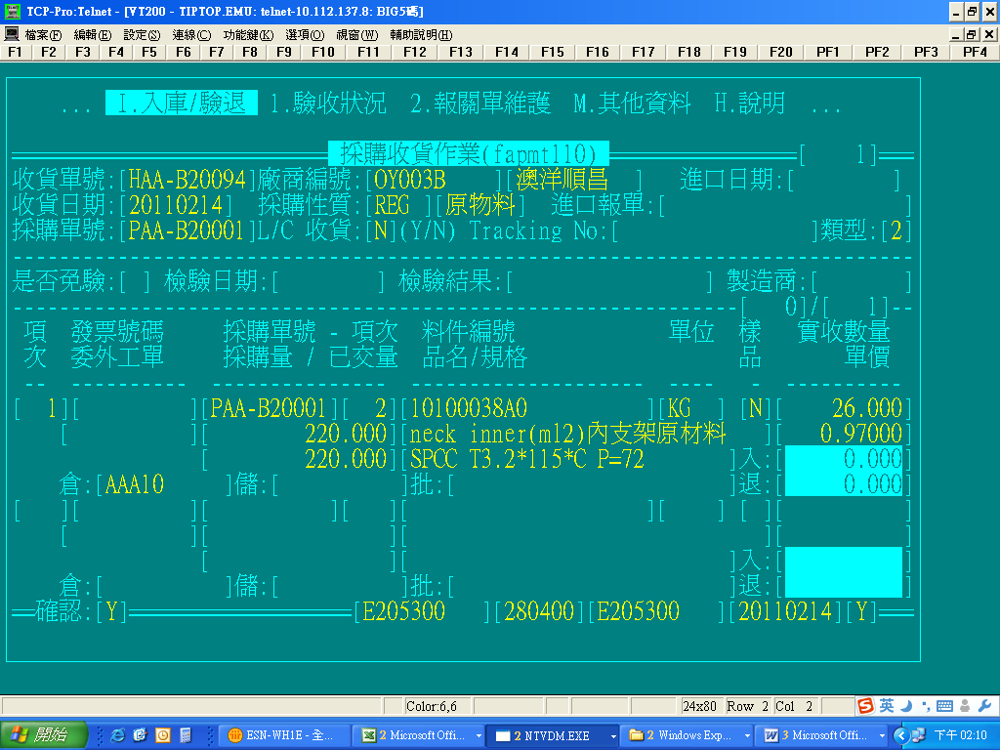 TCP-Pro:Telnet - [VT200 - TIPTOP.EMU: telnet-10.112.137.8: BIG5碼]
檔案(F) 編輯(E) 設定(S) 連線(C) 功能鍵(K) 選項(O) 視窗(W) 輔助說明(H)
F1 F2 F3 F4 F5 F6 F7 F8 F9 F10 F11 F12 F13 F14 F15 F16 F17 F18 F19 F20 PF1 PF2 PF3 PF4
... I.入庫/驗退 1.驗收狀況 2.報關單維護 M.其他資料 H.說明 ...
採購收貨作業(fapmt110) [ 1]
收貨單號:[HAA-B20094]廠商編號:[OY003B ][澳洋順昌 ] 進口日期:[ ]
收貨日期:[20110214] 採購性質:[REG ][原物料] 進口報單:[ ]
採購單號:[PAA-B20001]L/C 收貨:[N](Y/N) Tracking No:[ ]類型:[2]
是否免驗:[ ] 檢驗日期:[ ] 檢驗結果:[ ] 製造商:[ ]
[ 0]/[ 1]
項 發票號碼 採購單號 - 項次 料件編號 單位 樣 實收數量
次 委外工單 採購量 / 已交量 品名/規格 品 單價
[ 1][ ][PAA-B20001][ 2][10100038A0 ][KG ] [N][ 26.000]
[ ][ 220.000][neck inner(m12)內支架原材料 ][ 0.97000]
[ 220.000][SPCC T3.2*115*C P=72 ]入:[ 0.000]
倉:[AAA10 ]儲:[ ]批:[ ]退:[ 0.000]
[ ][ ][ ][ ][ ][ ] [ ][ ]
[ ][ ][ ][ ]
[ ][ ]入:[ ]
倉:[ ]儲:[ ]批:[ ]退:[ ]
確認:[Y] [E205300 ][280400][E205300 ][20110214][Y]
Color:6,6 24x80 Row 2 Col 2 英
開始 ESN-WH1E - 全... 2 Microsoft Offi... 2 NTVDM.EXE 2 Windows Exp... 3 Microsoft Offi... 下午 02:10